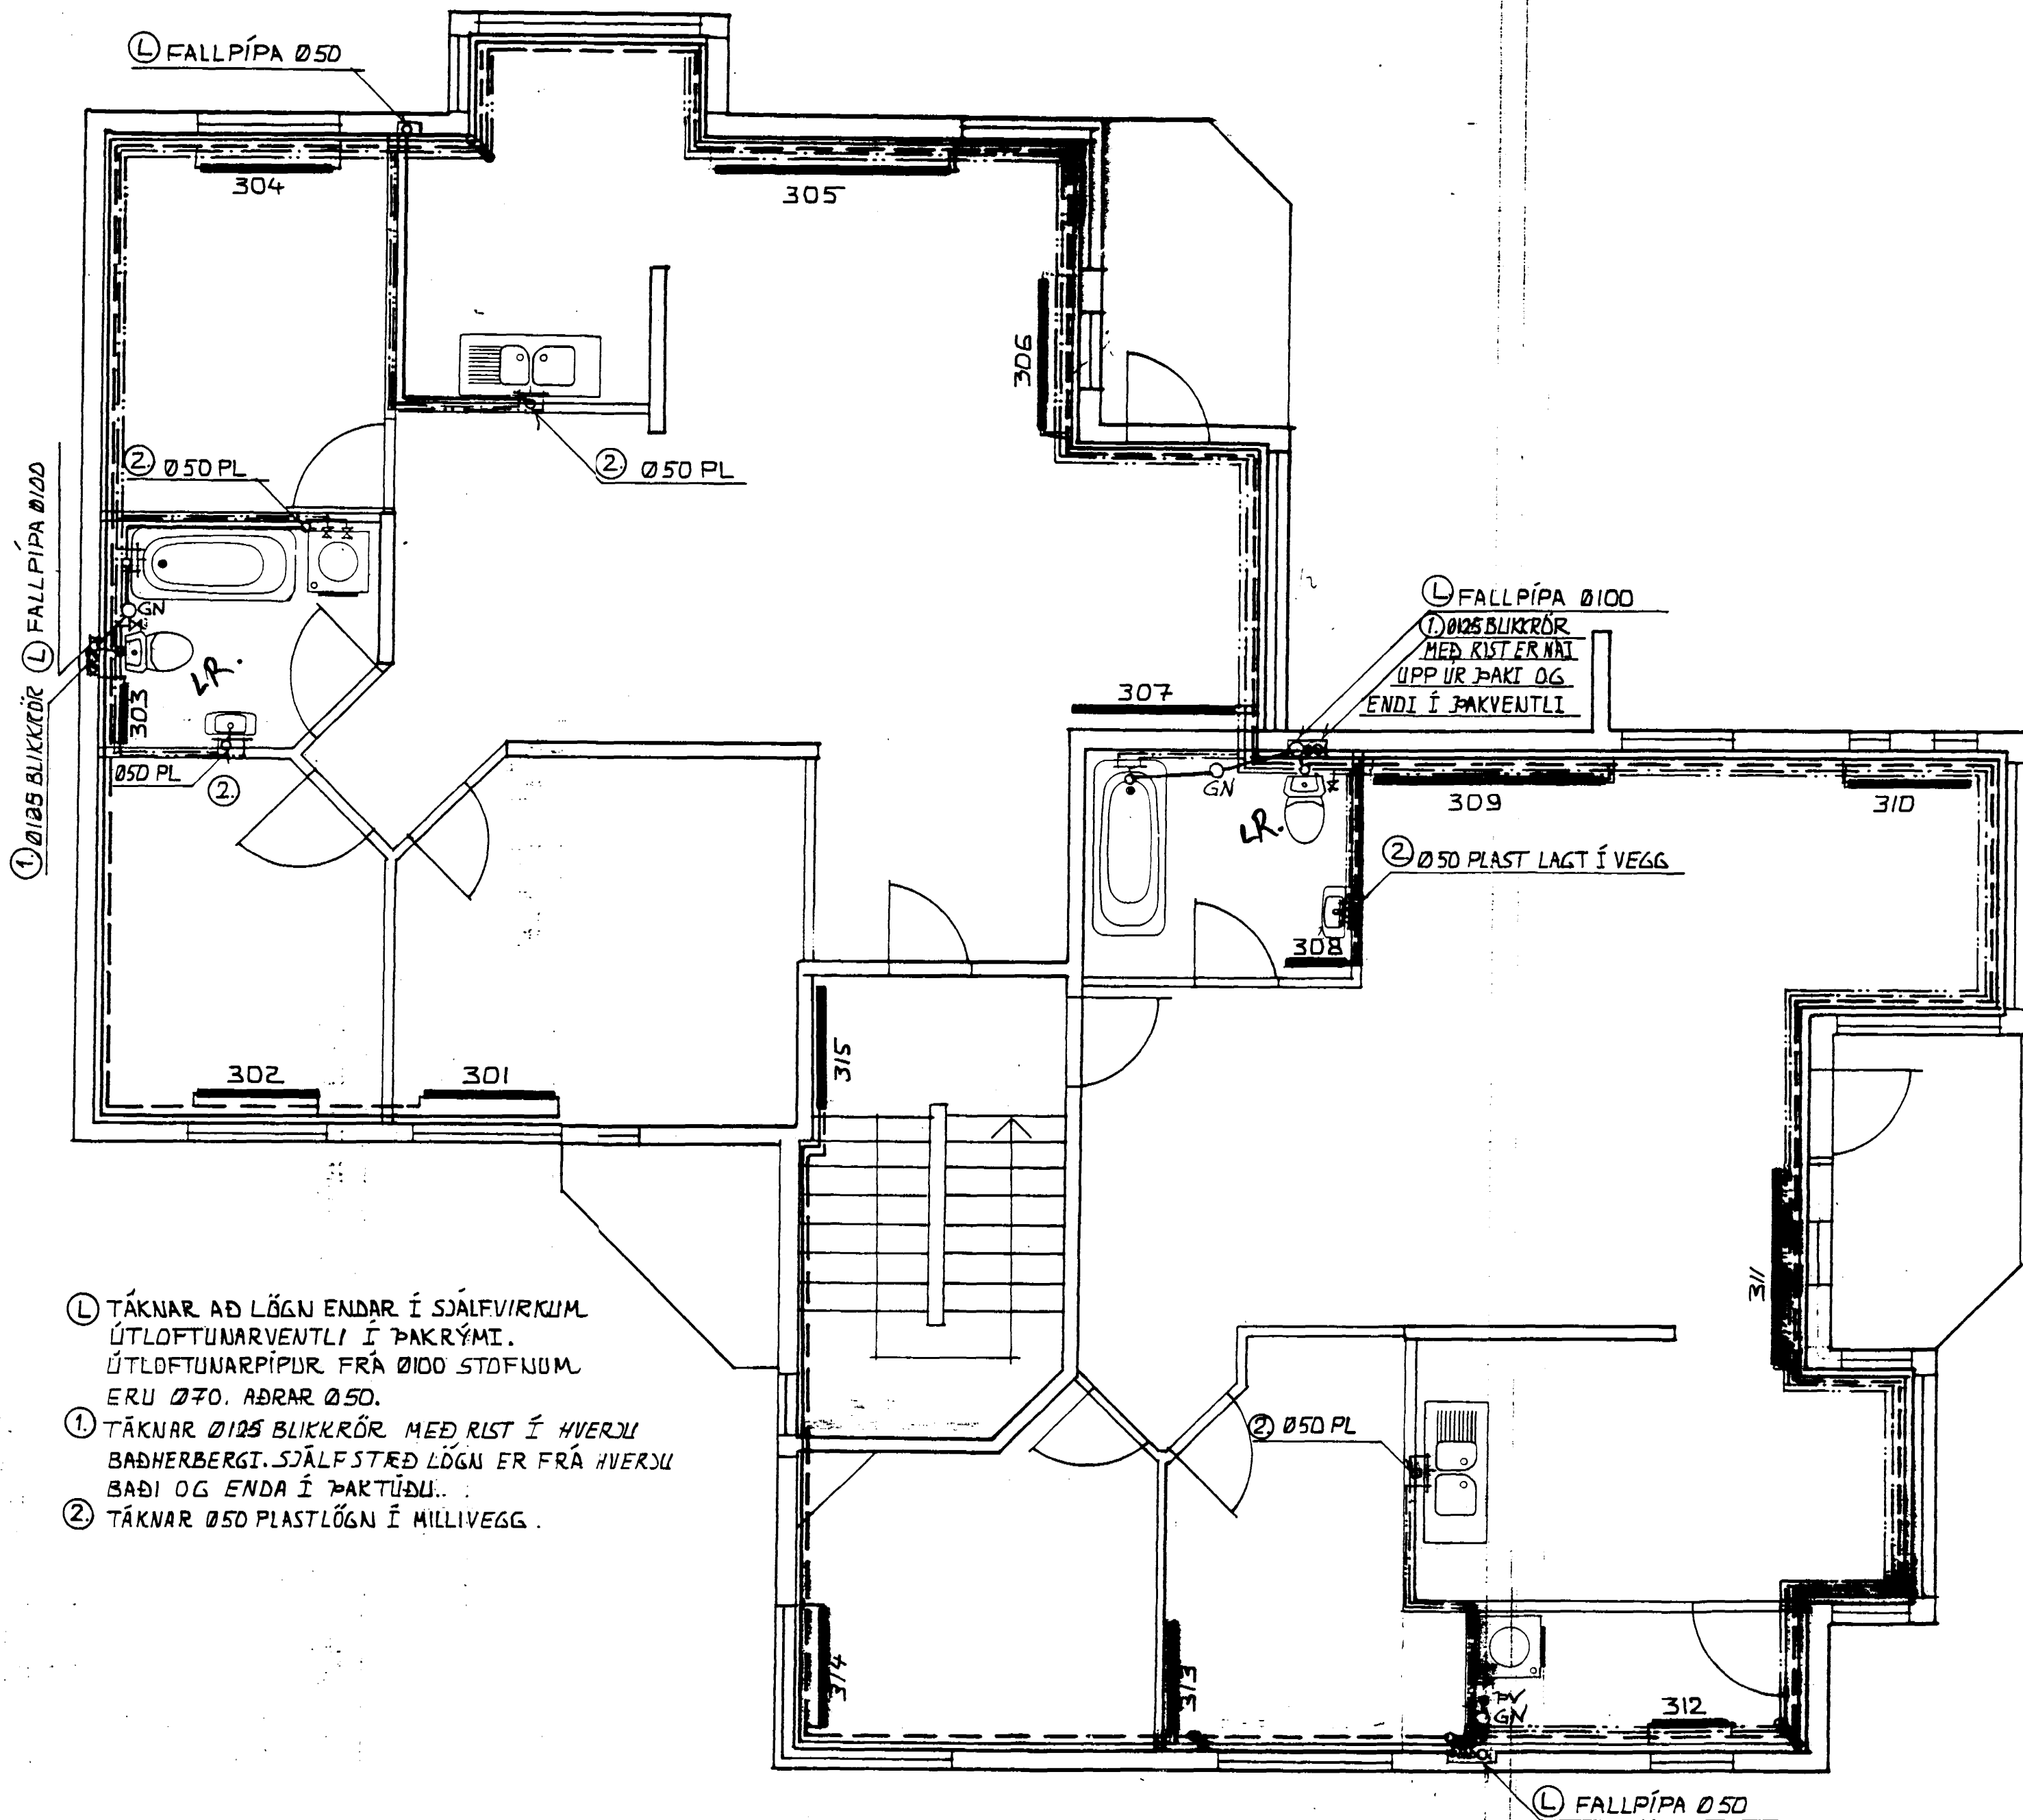 Ⓛ FALLPÍPA Ø50
304
305
306
② Ø50 PL
② Ø50 PL
① Ø125 BLIKKRÖR Ⓛ FALLPÍPA Ø100
GN
LR.
303
Ø50 PL
②
307
Ⓛ FALLPÍPA Ø100
① Ø125 BLIKKRÖR
MEÐ RIST ER NÁI
UPP ÚR ÞAKI OG
ENDI Í ÞAKVENTLI
GN
LR.
309
310
② Ø50 PLAST LAGT Í VEGG
308
302
301
315
311
② Ø50 PL
Ⓛ TÁKNAR AÐ LÖGN ENDAR Í SJÁLFVIRKUM
ÚTLOFTUNARVENTLI Í ÞAKRÝMI.
ÚTLOFTUNARPÍPUR FRÁ Ø100 STOFNUM
ERU Ø70. AÐRAR Ø50.
① TÁKNAR Ø125 BLIKKRÖR MEÐ RIST Í HVERJU
BAÐHERBERGI. SJÁLFSTÆÐ LÖGN ER FRÁ HVERJU
BAÐI OG ENDA Í ÞAKTÚÐU.
② TÁKNAR Ø50 PLASTLÖGN Í MILLIVEGG.
314
313
ÞV
GN
312
Ⓛ FALLPÍPA Ø50